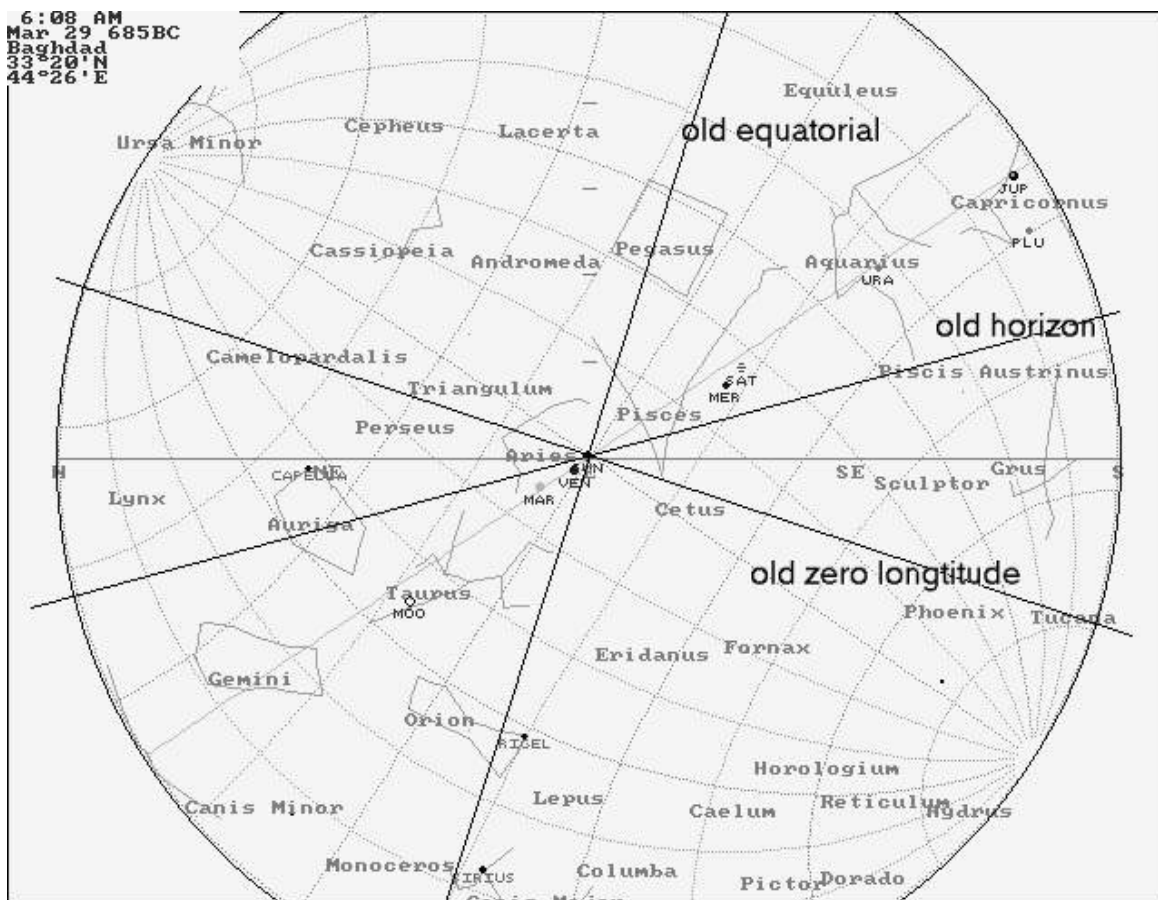 6:08 AM
Mar 29 685BC
Baghdad
33°20'N
44°26'E
Equuleus
Cepheus
Lacerta
old equatorial
Ursa Minor
JUP
Capricornus
PLU
Cassiopeia
Andromeda
Pegasus
Aquarius
URA
old horizon
Camelopardalis
Triangulum
SAT
Piscis Austrinus
MER
Pisces
Perseus
Aries
SUN
N
CAPELLA
NE
VEN
SE
Grus
S
Lynx
MAR
Sculptor
Auriga
Cetus
old zero longtitude
Taurus
MOO
Phoenix
Tucana
Eridanus
Fornax
Gemini
Orion
RIGEL
Horologium
Lepus
Caelum
Reticulum
Hydrus
Canis Minor
Monoceros
SIRIUS
Columba
Pictor
Dorado